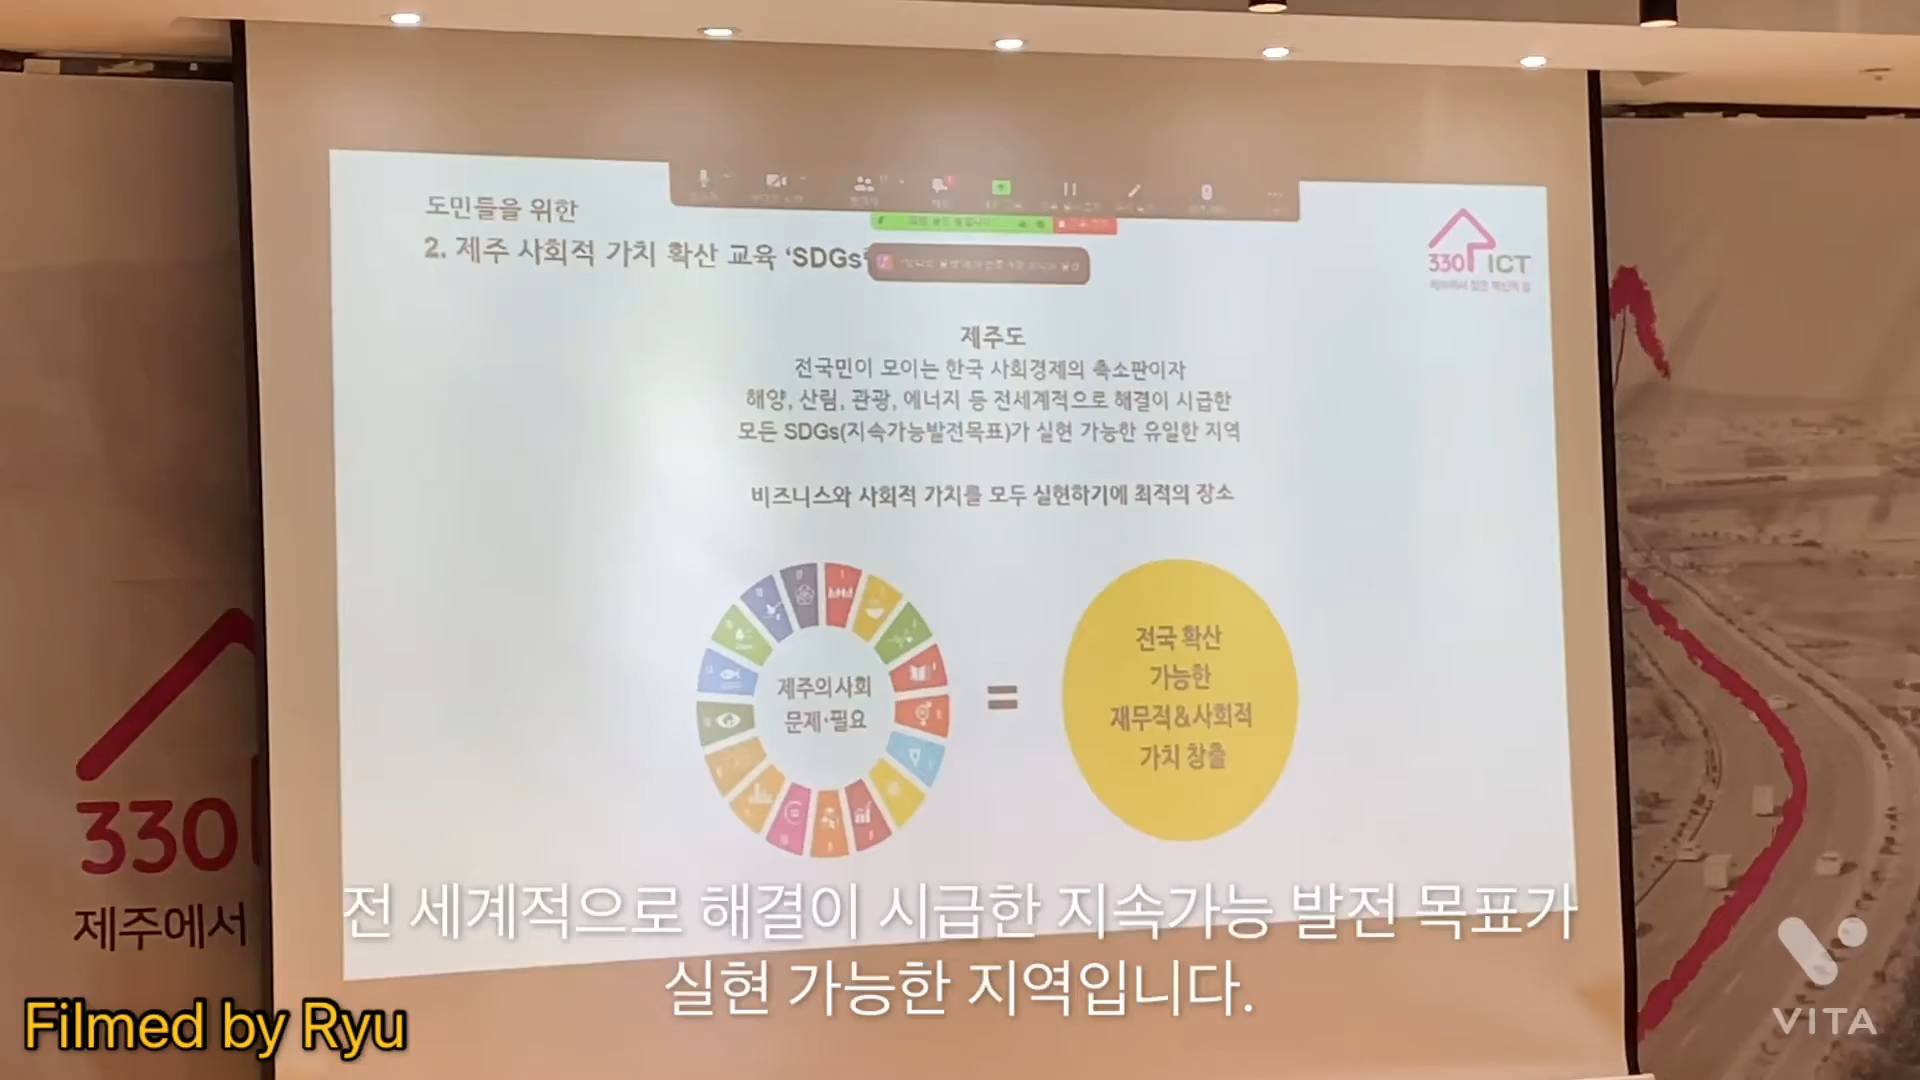 도민들을 위한
2. 제주 사회적 가치 확산 교육 ‘SDGs
330 ICT
제주도
전국민이 모이는 한국 사회경제의 축소판이자
해양, 산림, 관광, 에너지 등 전세계적으로 해결이 시급한
모든 SDGs(지속가능발전목표)가 실현 가능한 유일한 지역
비즈니스와 사회적 가치를 모두 실현하기에 최적의 장소
제주의 사회
문제·필요
=
전국 확산
가능한
재무적&사회적
가치 창출
330
제주에서
전 세계적으로 해결이 시급한 지속가능 발전 목표가
실현 가능한 지역입니다.
Filmed by Ryu
VITA